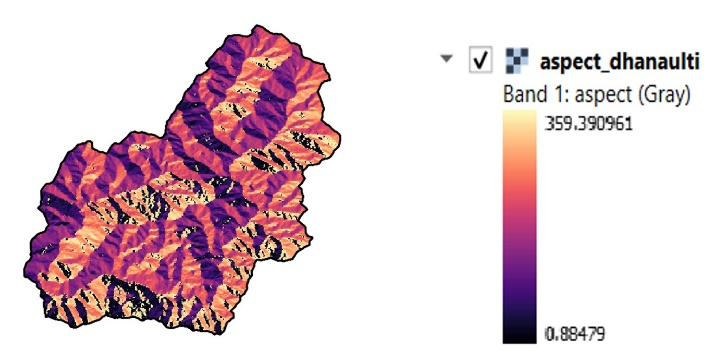 aspect_dhanaulti
Band 1: aspect (Gray)
359.390961
0.88479